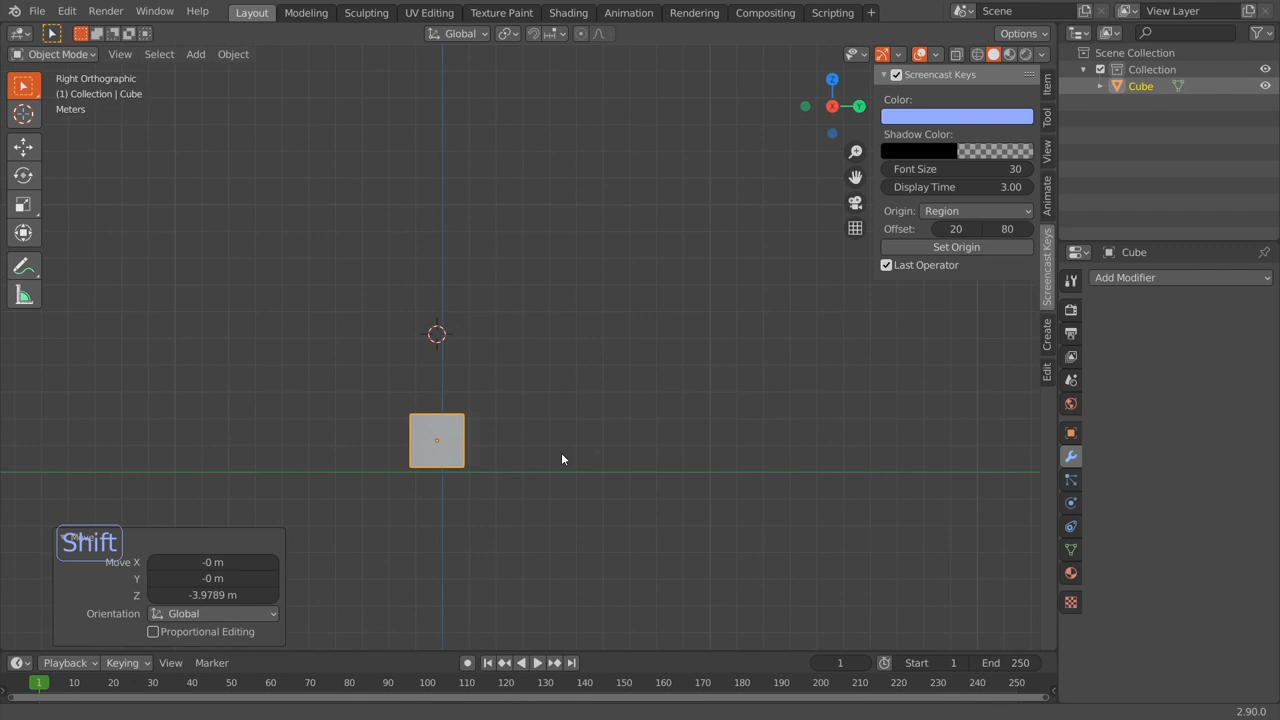 File Edit Render Window Help Layout Modeling Sculpting UV Editing Texture Paint Shading Animation Rendering Compositing Scripting + Scene View Layer
Global Options
Object Mode View Select Add Object
Right Orthographic
(1) Collection | Cube
Meters
Z
X
Y
Screencast Keys
Color:
Shadow Color:
Font Size 30
Display Time 3.00
Origin: Region
Offset: 20 80
Set Origin
Last Operator
Item
Tool
View
Animate
Screencast Keys
Create
Edit
Scene Collection
Collection
Cube
Cube
Add Modifier
Shift
Move X -0 m
Y -0 m
Z -3.9789 m
Orientation Global
Proportional Editing
Playback Keying View Marker 1 Start 1 End 250
1 10 20 30 40 50 60 70 80 90 100 110 120 130 140 150 160 170 180 190 200 210 220 230 240 250
2.90.0